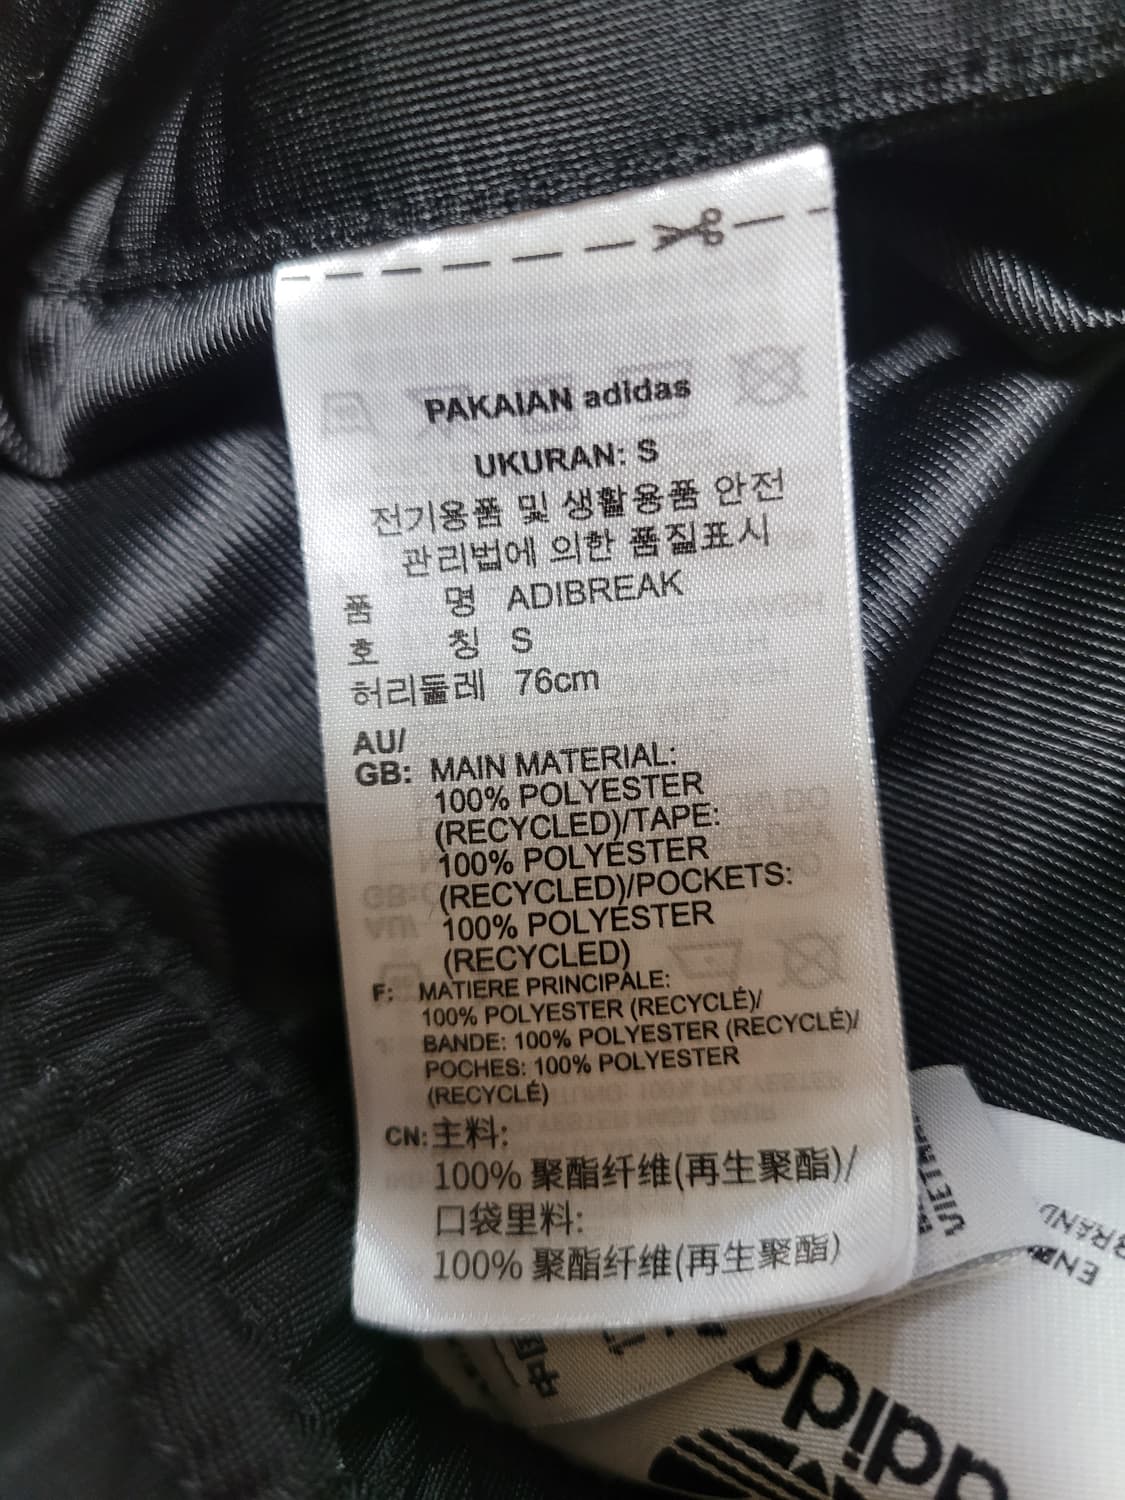 PAKAIAN adidas
UKURAN: S
전기용품 및 생활용품 안전
관리법에 의한 품질표시
품 명 ADIBREAK
호 칭 S
허리둘레 76cm
AU/
GB: MAIN MATERIAL:
100% POLYESTER
(RECYCLED)/TAPE:
100% POLYESTER
(RECYCLED)/POCKETS:
100% POLYESTER
(RECYCLED)
F: MATIERE PRINCIPALE:
100% POLYESTER (RECYCLÉ)/
BANDE: 100% POLYESTER (RECYCLÉ)/
POCHES: 100% POLYESTER
(RECYCLÉ)
CN: 主料:
100% 聚酯纤维(再生聚酯)/
口袋里料:
100% 聚酯纤维(再生聚酯)
adidas